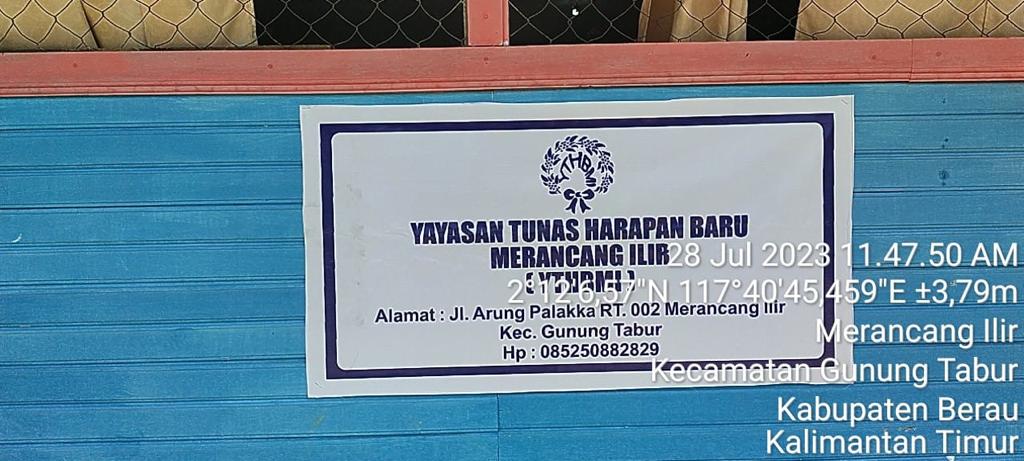 YTHBMI
YAYASAN TUNAS HARAPAN BARU
MERANCANG ILIR
( YTHBMI )
Alamat : Jl. Arung Palakka RT. 002 Merancang Ilir
Kec. Gunung Tabur
Hp : 085250882829
28 Jul 2023 11.47.50 AM
2°12'6,57"N 117°40'45,459"E ±3,79m
Merancang Ilir
Kecamatan Gunung Tabur
Kabupaten Berau
Kalimantan Timur